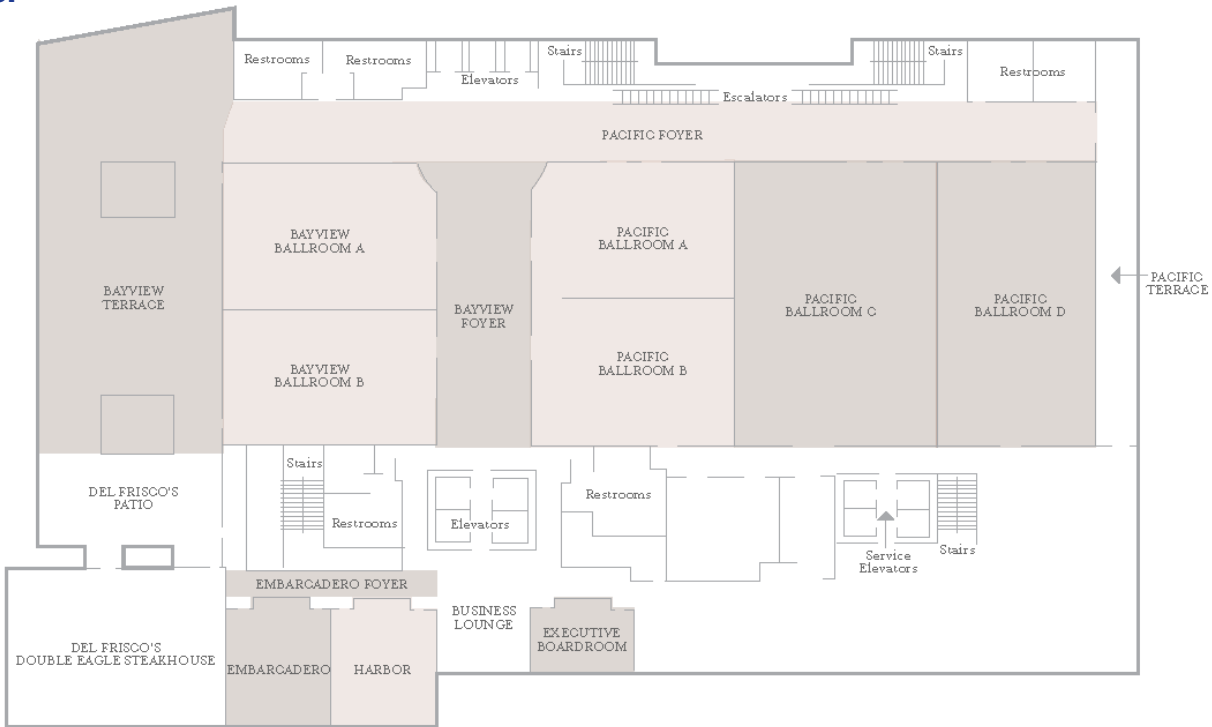 Restrooms
Restrooms
Elevators
Stairs
Stairs
Restrooms
Escalators
PACIFIC FOYER
BAYVIEW
BALLROOM A
PACIFIC
BALLROOM A
BAYVIEW
TERRACE
BAYVIEW
FOYER
PACIFIC
BALLROOM C
PACIFIC
BALLROOM D
PACIFIC
TERRACE
BAYVIEW
BALLROOM B
PACIFIC
BALLROOM B
DEL FRISCO'S
PATIO
Stairs
Restrooms
Elevators
Restrooms
Service
Elevators
Stairs
EMBARCADERO FOYER
BUSINESS
LOUNGE
EXECUTIVE
BOARDROOM
DEL FRISCO'S
DOUBLE EAGLE STEAKHOUSE
EMBARCADERO
HARBOR